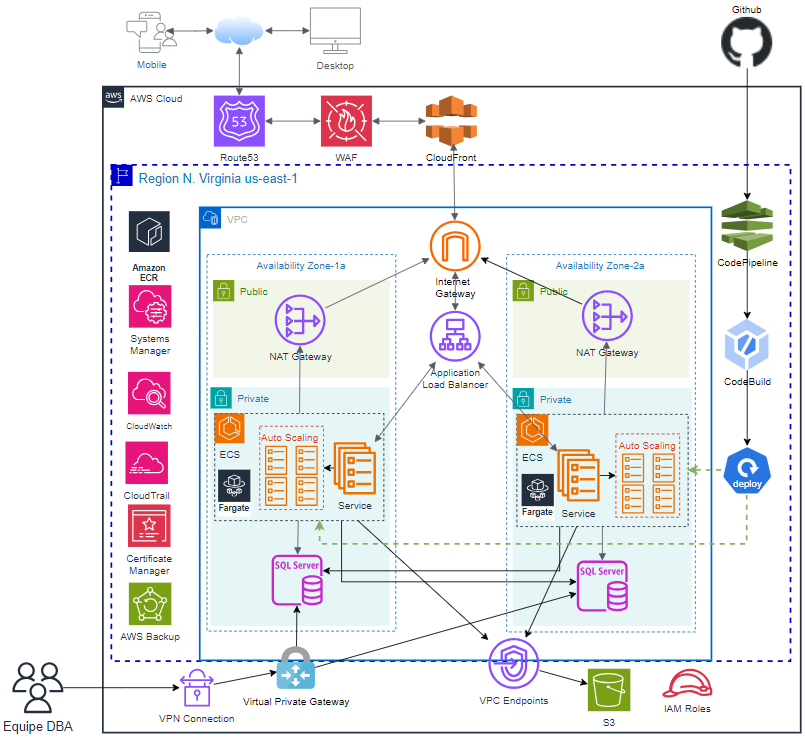 Github
Mobile
Desktop
aws
AWS Cloud
53
Route53
WAF
CloudFront
Region N. Virginia us-east-1
VPC
Amazon
ECR
Systems
Manager
CloudWatch
CloudTrail
Certificate
Manager
AWS Backup
Availability Zone-1a
Public
NAT Gateway
Private
ECS
Auto Scaling
Fargate
Service
SQL Server
Internet
Gateway
Application
Load Balancer
Availability Zone-2a
Public
NAT Gateway
Private
ECS
Auto Scaling
Fargate
Service
SQL Server
CodePipeline
CodeBuild
deploy
Equipe DBA
VPN Connection
Virtual Private Gateway
VPC Endpoints
S3
IAM Roles